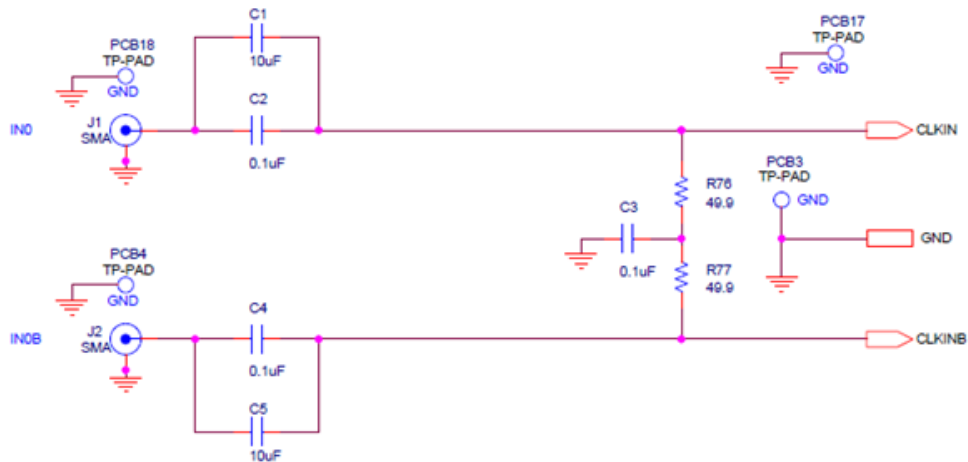 C1
10uF
PCB18
TP-PAD
GND
PCB17
TP-PAD
GND
C2
0.1uF
IN0
J1
SMA
CLKIN
R76
49.9
PCB3
TP-PAD
GND
C3
0.1uF
GND
R77
49.9
PCB4
TP-PAD
GND
C4
0.1uF
IN0B
J2
SMA
CLKINB
C5
10uF